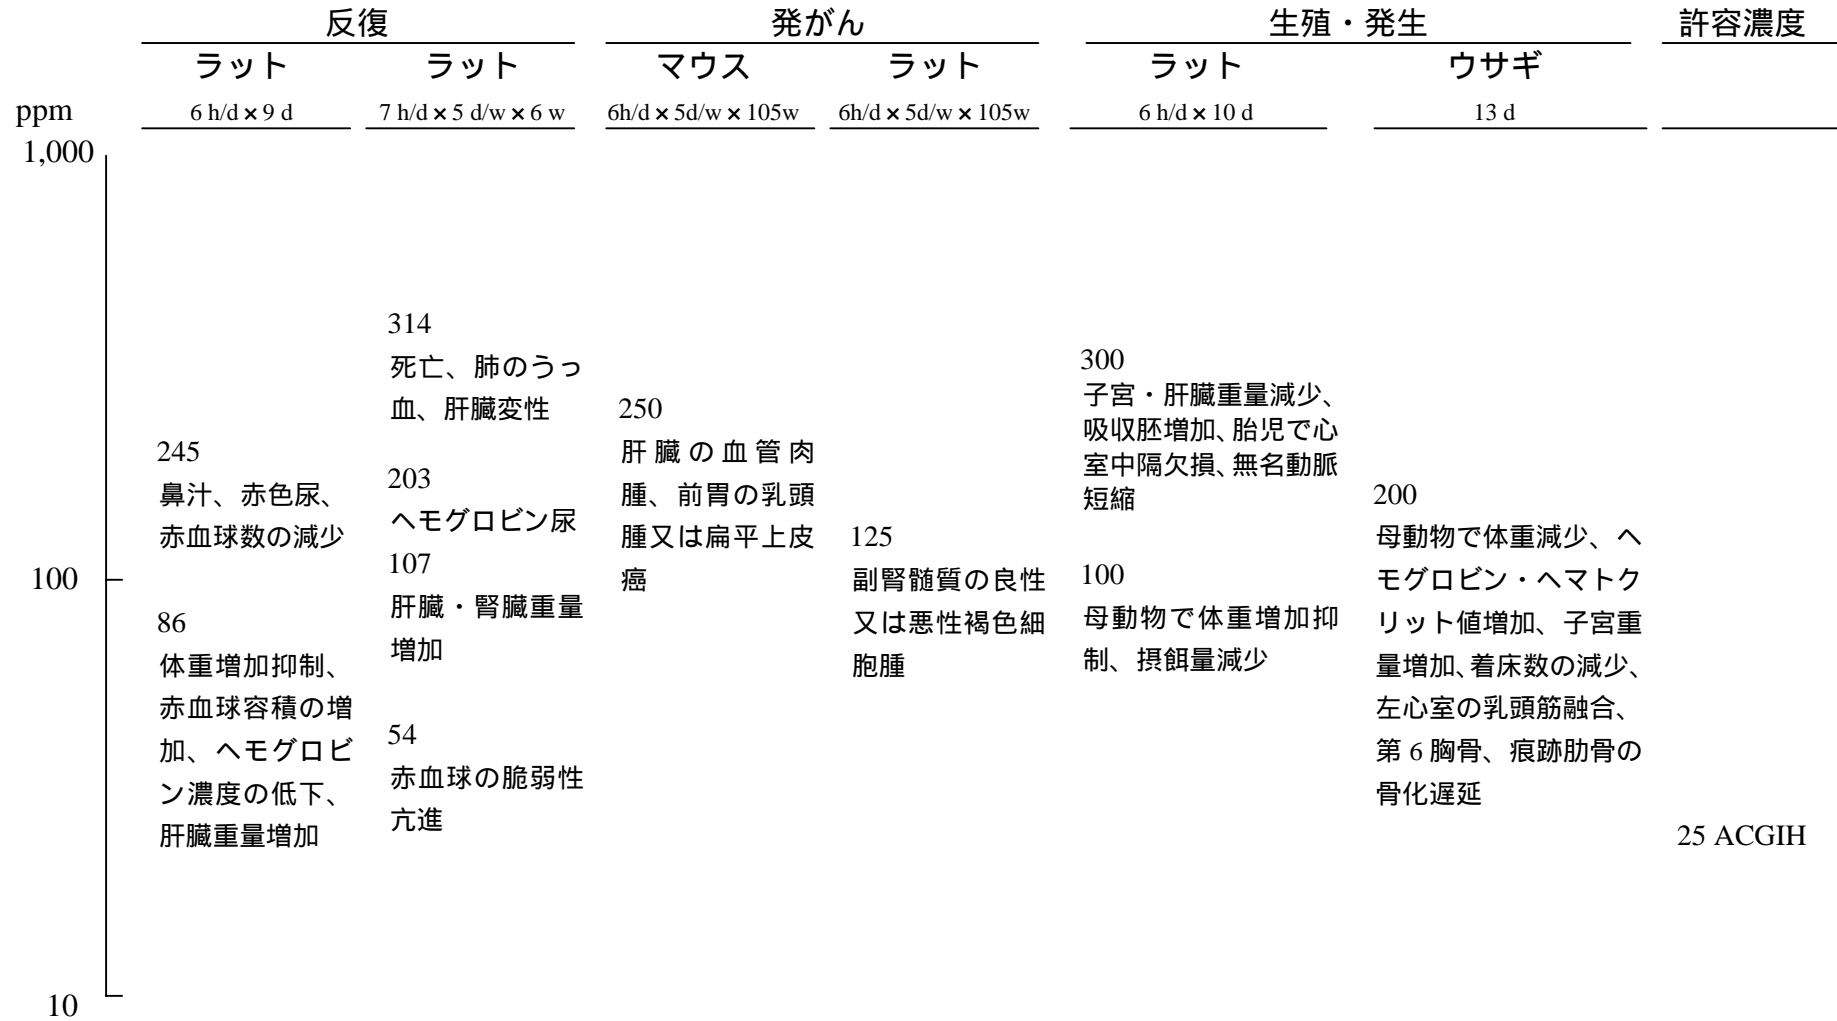 反復
発がん
生殖・発生
許容濃度
ラット
ラット
マウス
ラット
ラット
ウサギ
ppm
6 h/d × 9 d
7 h/d × 5 d/w × 6 w
6h/d × 5d/w × 105w
6h/d × 5d/w × 105w
6 h/d × 10 d
13 d
1,000
100
10
245
鼻汁、赤色尿、
赤血球数の減少
86
体重増加抑制、
赤血球容積の増
加、ヘモグロビ
ン濃度の低下、
肝臓重量増加
314
死亡、肺のうっ
血、肝臓変性
203
ヘモグロビン尿
107
肝臓・腎臓重量
増加
54
赤血球の脆弱性
亢進
250
肝臓の血管肉
腫、前胃の乳頭
腫又は扁平上皮
癌
125
副腎髄質の良性
又は悪性褐色細
胞腫
300
子宮・肝臓重量減少、
吸収胚増加、胎児で心
室中隔欠損、無名動脈
短縮
100
母動物で体重増加抑
制、摂餌量減少
200
母動物で体重減少、ヘ
モグロビン・ヘマトク
リット値増加、子宮重
量増加、着床数の減少、
左心室の乳頭筋融合、
第 6 胸骨、痕跡肋骨の
骨化遅延
25 ACGIH